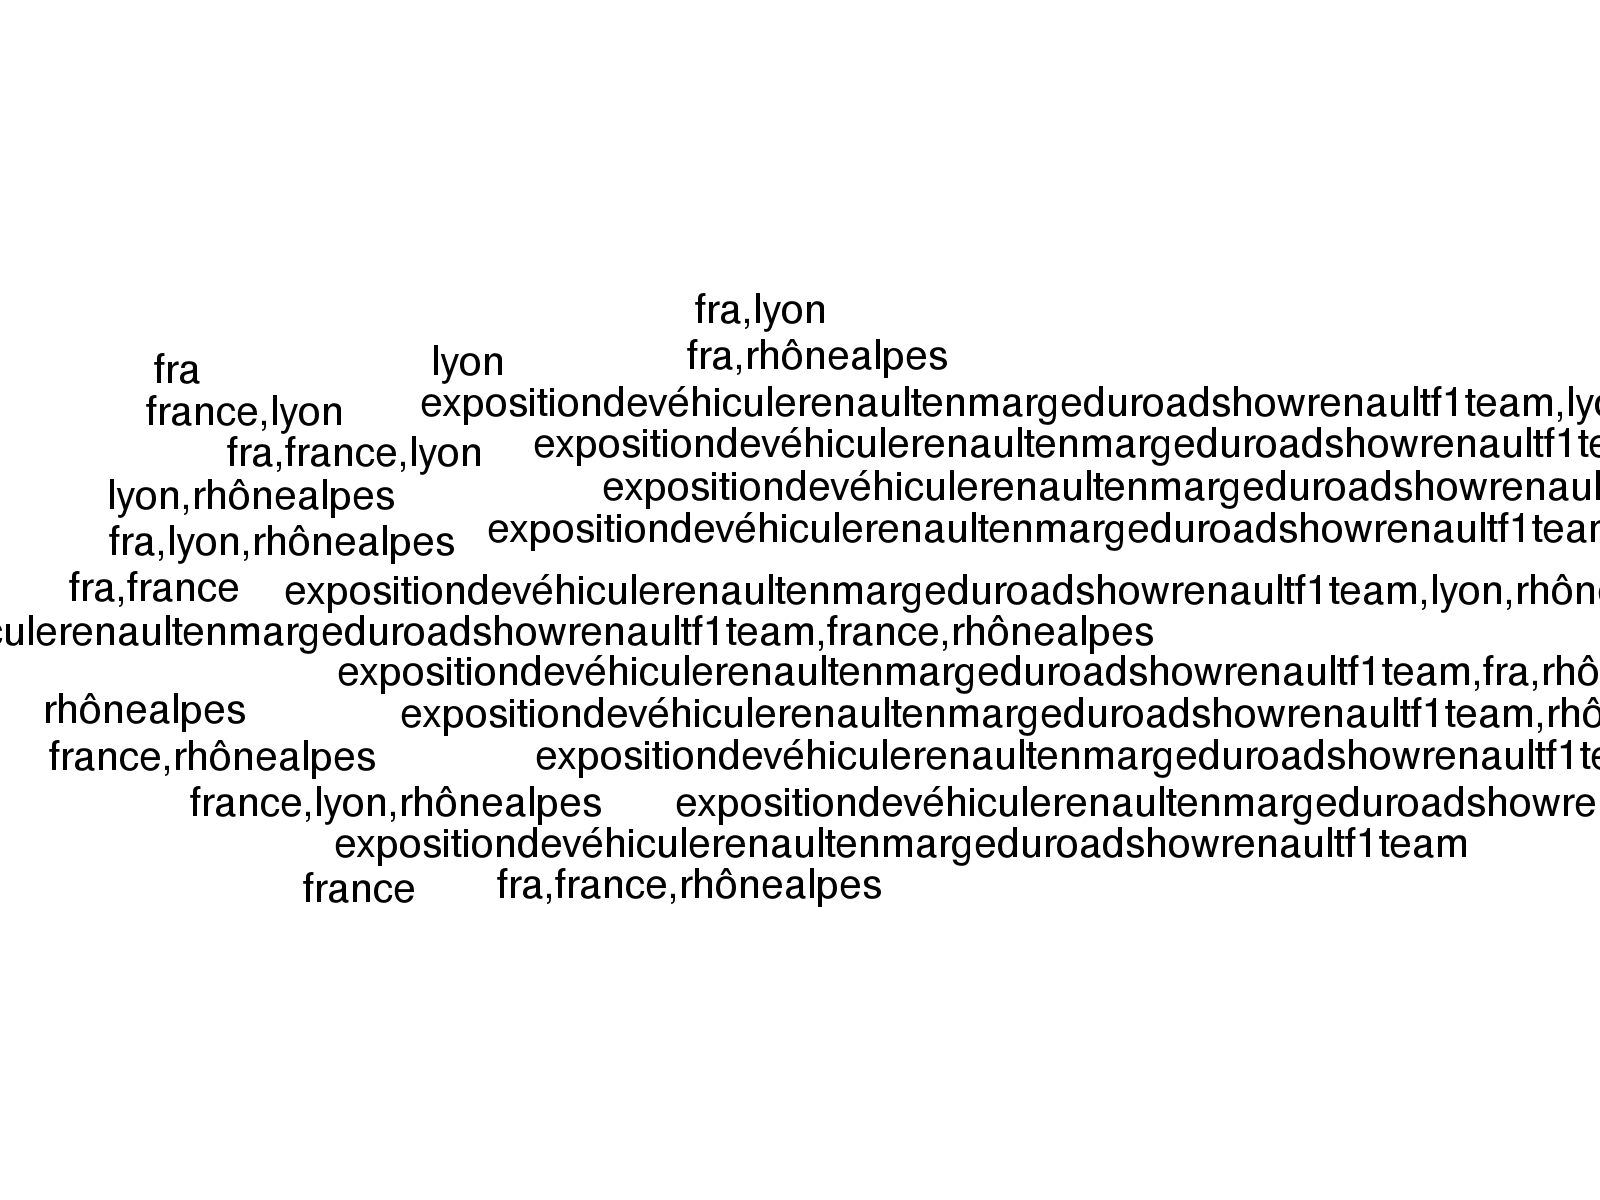 fra,lyon
fra,rhônealpes
fra
lyon
france,lyon
expositiondevéhiculerenaultenmargeduroadshowrenaultf1team,lyo
fra,france,lyon
expositiondevéhiculerenaultenmargeduroadshowrenaultf1te
lyon,rhônealpes
expositiondevéhiculerenaultenmargeduroadshowrenaul
fra,lyon,rhônealpes
expositiondevéhiculerenaultenmargeduroadshowrenaultf1tear
fra,france
expositiondevéhiculerenaultenmargeduroadshowrenaultf1team,lyon,rhôn
culerenaultenmargeduroadshowrenaultf1team,france,rhônealpes
expositiondevéhiculerenaultenmargeduroadshowrenaultf1team,fra,rhô
rhônealpes
expositiondevéhiculerenaultenmargeduroadshowrenaultf1team,rhô
france,rhônealpes
expositiondevéhiculerenaultenmargeduroadshowrenaultf1te
france,lyon,rhônealpes
expositiondevéhiculerenaultenmargeduroadshowre
expositiondevéhiculerenaultenmargeduroadshowrenaultf1team
france
fra,france,rhônealpes